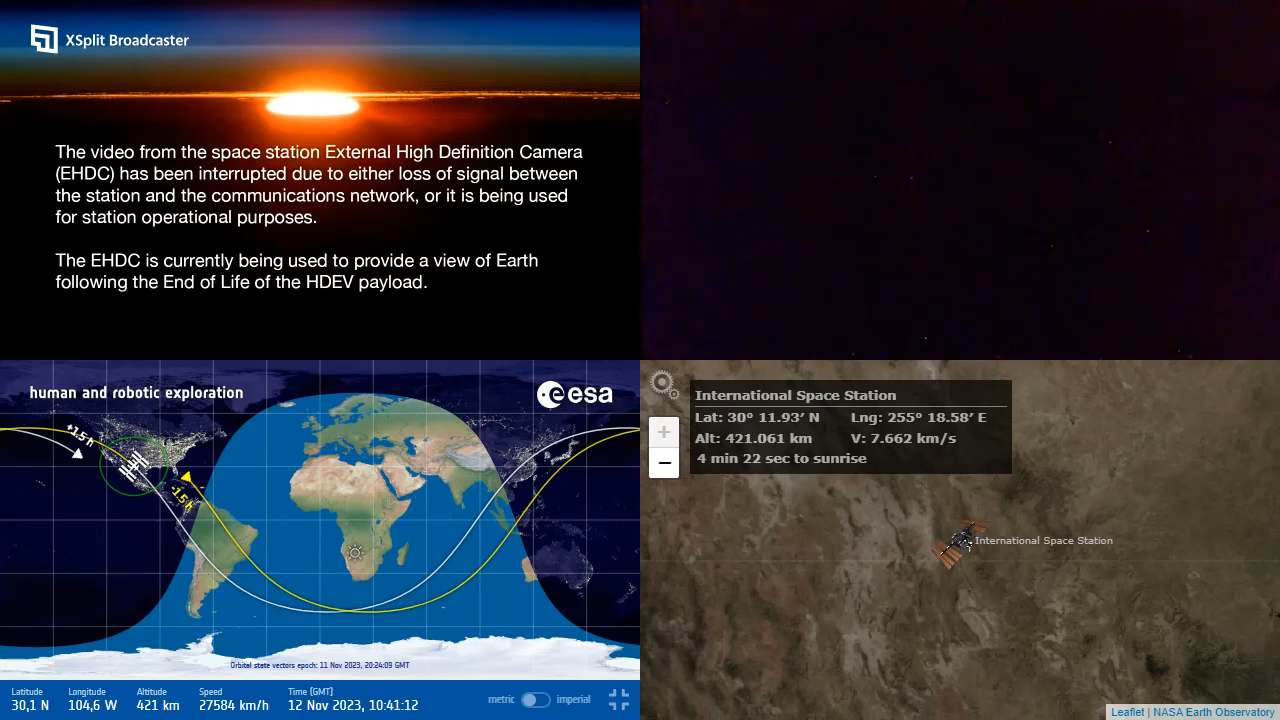 XSplit Broadcaster
The video from the space station External High Definition Camera
(EHDC) has been interrupted due to either loss of signal between
the station and the communications network, or it is being used
for station operational purposes.
The EHDC is currently being used to provide a view of Earth
following the End of Life of the HDEV payload.
human and robotic exploration
esa
+1.5 h
-1.5 h
Orbital state vectors epoch: 11 Nov 2023, 20:24:09 GMT
Latitude Longitude Altitude Speed Time (GMT)
30,1 N 104,6 W 421 km 27584 km/h 12 Nov 2023, 10:41:12
metric imperial
International Space Station
Lat: 30° 11.93′ N Lng: 255° 18.58′ E
Alt: 421.061 km V: 7.662 km/s
4 min 22 sec to sunrise
+
−
International Space Station
Leaflet | NASA Earth Observatory